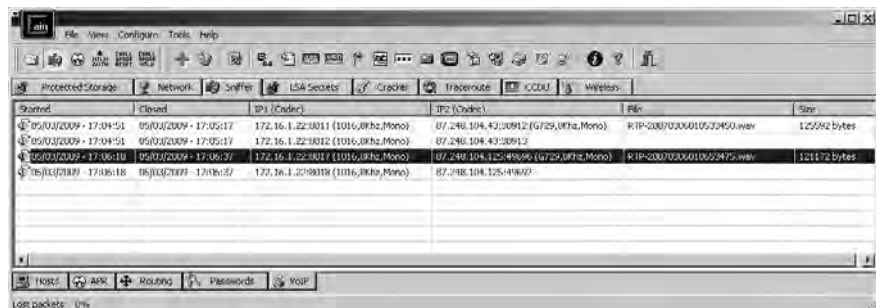 ain
File View Configure Tools Help
Protected Storage Network Sniffer LSA Secrets Cracker Traceroute CCDU Wireless
Started Closed IP1 (Codec) IP2 (Codec) File Size
05/03/2009 - 17:04:51 05/03/2009 - 17:05:17 172.16.1.22:8011 (1016,8Khz,Mono) 87.248.104.43:30912 (G729,8Khz,Mono) RTP-20070306010533450.wav 125592 bytes
05/03/2009 - 17:04:51 05/03/2009 - 17:05:17 172.16.1.22:8012 (1016,8Khz,Mono) 87.248.104.43:30913
05/03/2009 - 17:06:18 05/03/2009 - 17:06:37 172.16.1.22:8017 (1016,8Khz,Mono) 87.248.104.125:49696 (G729,8Khz,Mono) RTP-20070306010653475.wav 121172 bytes
05/03/2009 - 17:06:18 05/03/2009 - 17:06:37 172.16.1.22:8018 (1016,8Khz,Mono) 87.248.104.125:49697
Hosts APR Routing Passwords VoIP
Lost packets 0%